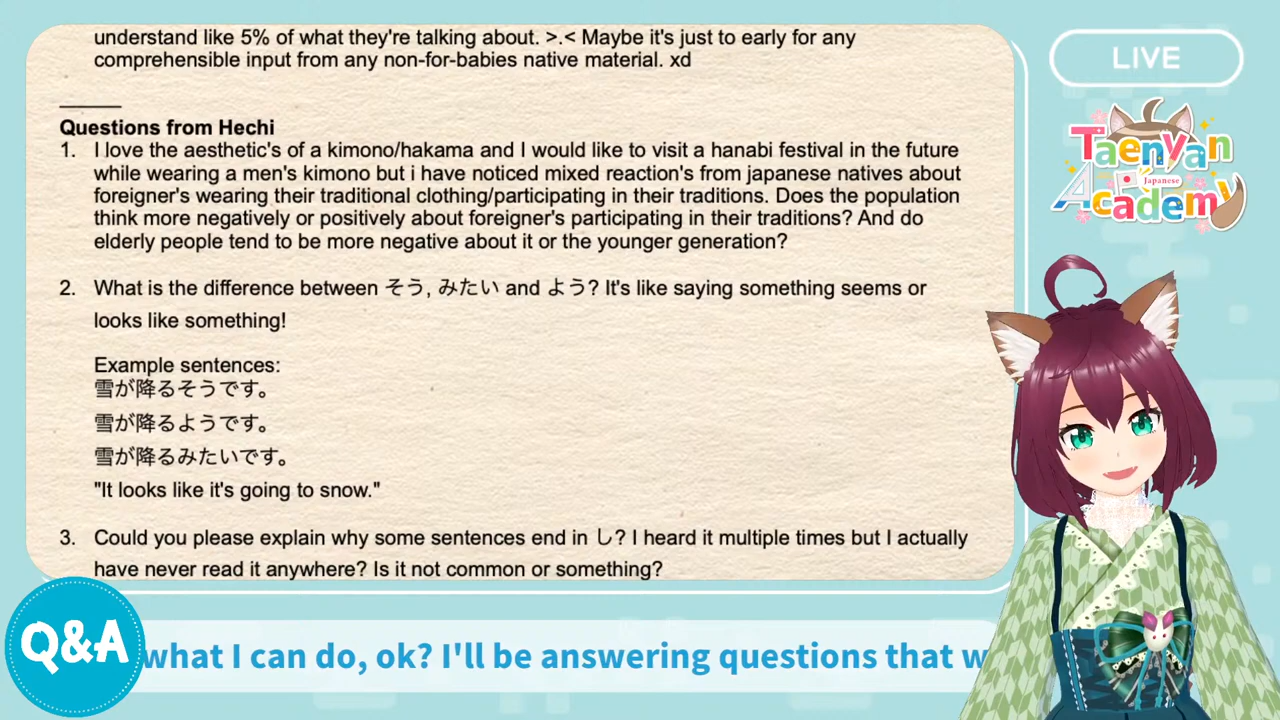 understand like 5% of what they're talking about. >.< Maybe it's just to early for any
comprehensible input from any non-for-babies native material. xd
Questions from Hechi
1. I love the aesthetic's of a kimono/hakama and I would like to visit a hanabi festival in the future
while wearing a men's kimono but i have noticed mixed reaction's from japanese natives about
foreigner's wearing their traditional clothing/participating in their traditions. Does the population
think more negatively or positively about foreigner's participating in their traditions? And do
elderly people tend to be more negative about it or the younger generation?
2. What is the difference between そう, みたい and よう? It's like saying something seems or
looks like something!
Example sentences:
雪が降るそうです。
雪が降るようです。
雪が降るみたいです。
"It looks like it's going to snow."
3. Could you please explain why some sentences end in し? I heard it multiple times but I actually
have never read it anywhere? Is it not common or something?
LIVE
Taenyan
Japanese
Academy
Q&A
what I can do, ok? I'll be answering questions that w